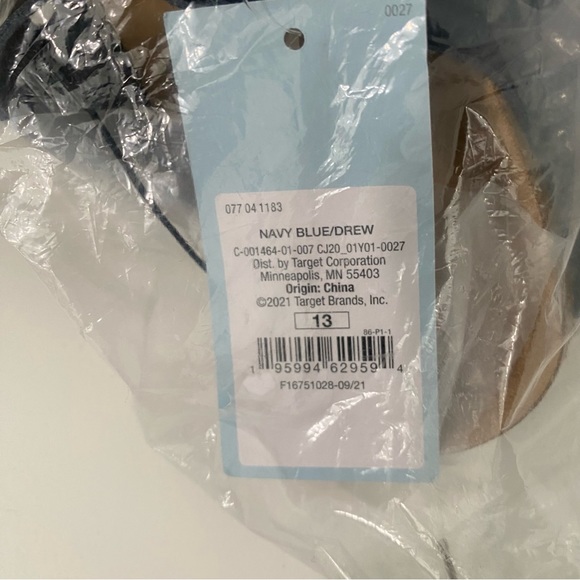 0027
077 04 1183
NAVY BLUE/DREW
C-001464-01-007 CJ20_01Y01-0027
Dist. by Target Corporation
Minneapolis, MN 55403
Origin: China
©2021 Target Brands, Inc.
13
86-P1-1
1 95994 62959 4
F16751028-09/21